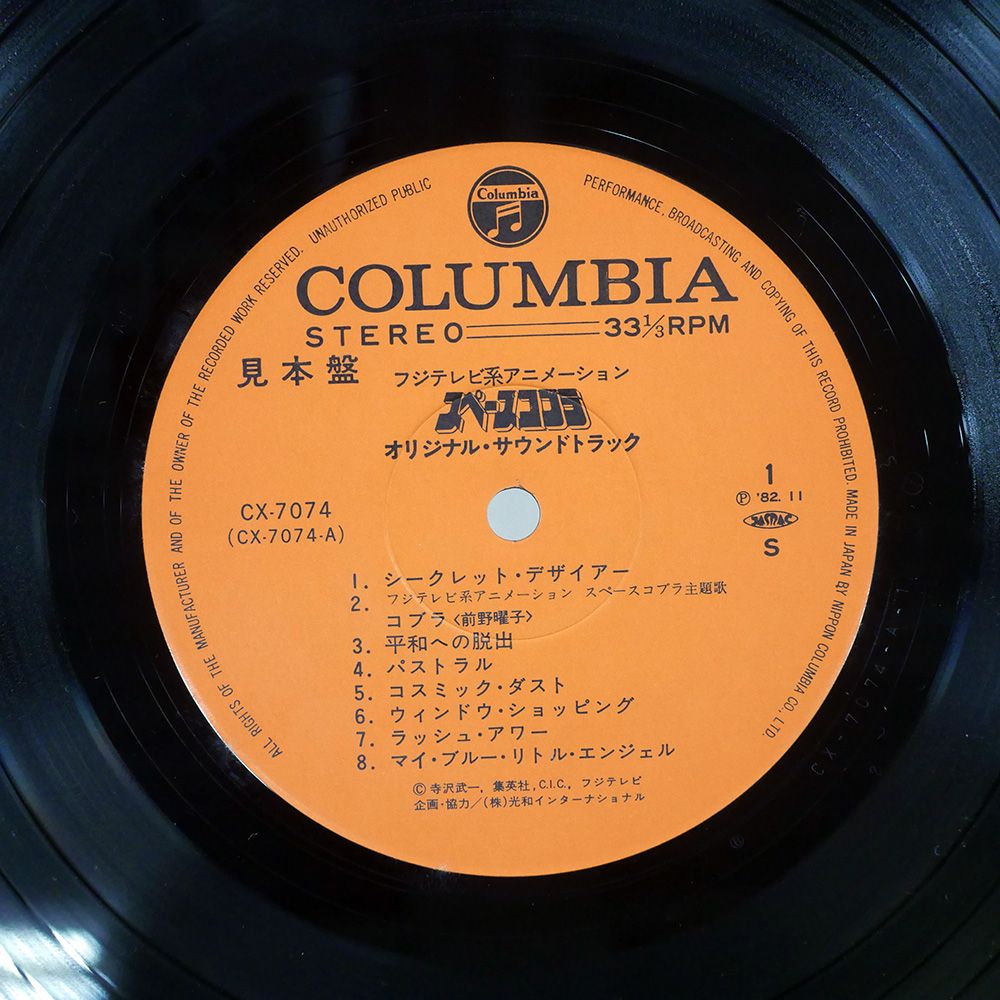 Columbia
ALL RIGHTS OF THE MANUFACTURER AND OF THE OWNER OF THE RECORDED WORK RESERVED. UNAUTHORIZED PUBLIC PERFORMANCE, BROADCASTING AND COPYING OF THIS RECORD PROHIBITED. MADE IN JAPAN BY NIPPON COLUMBIA CO., LTD.
COLUMBIA
STEREO 33 1/3 RPM
見本盤
フジテレビ系アニメーション
スペースコブラ
オリジナル・サウンドトラック
CX-7074
(CX-7074-A)
1
Ⓟ '82. 11
JASRAC
S
1. シークレット・デザイアー
2. フジテレビ系アニメーション スペースコブラ主題歌
コブラ〈前野曜子〉
3. 平和への脱出
4. パストラル
5. コスミック・ダスト
6. ウィンドウ・ショッピング
7. ラッシュ・アワー
8. マイ・ブルー・リトル・エンジェル
Ⓒ寺沢武一, 集英社, C.I.C., フジテレビ
企画・協力/(株)光和インターナショナル
CX-7074-A-1